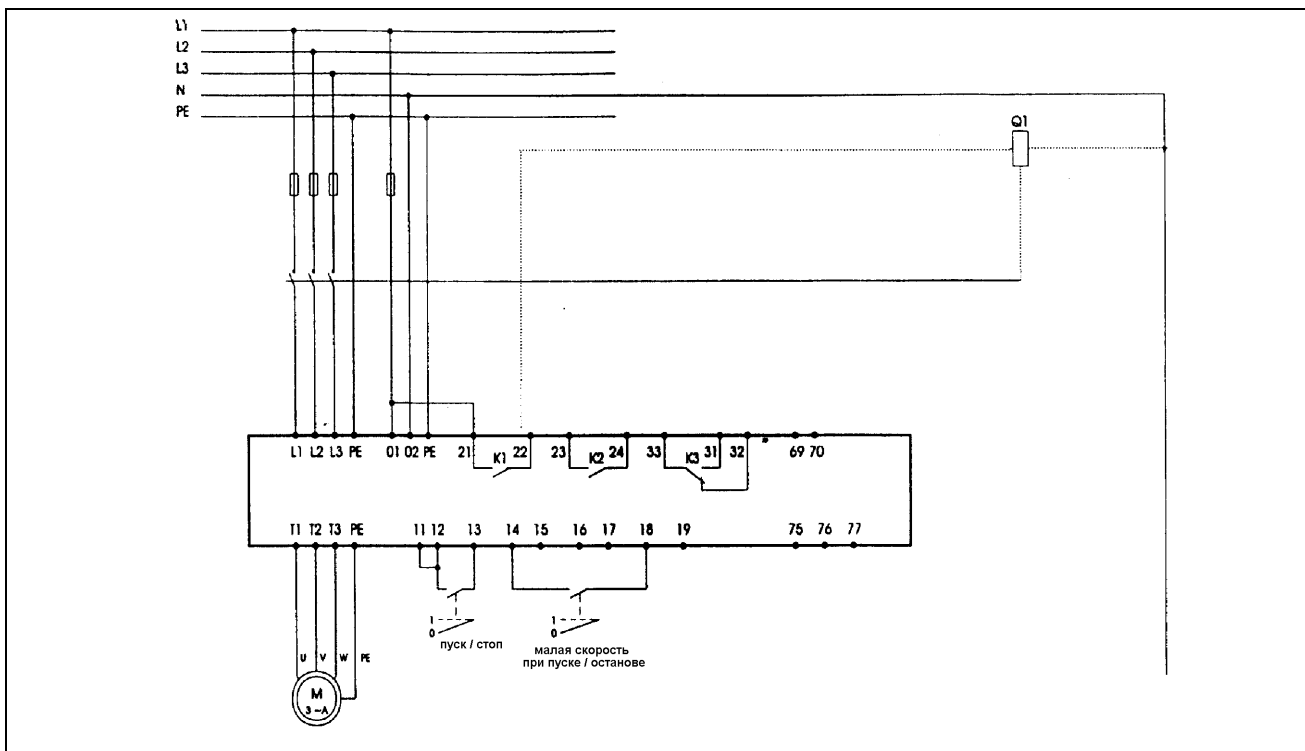 L1
L2
L3
N
PE
Q1
L1 L2 L3 PE 01 02 PE 21 K1 22 23 K2 24 33 K3 31 32 69 70
T1 T2 T3 PE 11 12 13 14 15 16 17 18 19 75 76 77
1
0
пуск / стоп
1
0
малая скорость
при пуске / останове
U V W PE
M
3 ~A